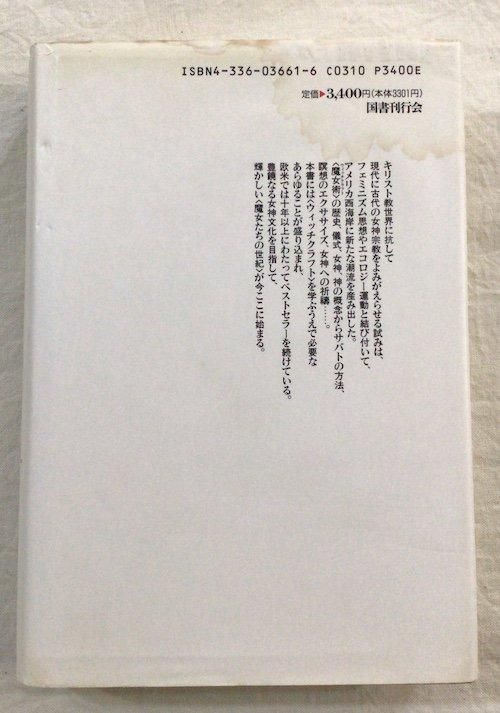 ISBN4-336-03661-6 C0310 P3400E
定価▶3,400円(本体3301円)
国書刊行会
キリスト教世界に抗して
現代に古代の女神宗教をよみがえらせる試みは、
フェミニズム思想やエコロジー運動と結び付いて、
アメリカ西海岸に新たな潮流を産み出した。
〈魔女術〉の歴史、儀式、女神、神の概念からサバトの方法、
瞑想のエクササイズ、女神への祈禱……。
本書には〈ウィッチクラフト〉を学ぶうえで必要な
あらゆることが盛り込まれ、
欧米では十年以上にわたってベストセラーを続けている。
豊饒なる女神文化を目指して、
輝かしい〈魔女たちの世紀〉が今ここに始まる。